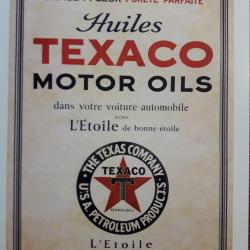 PURETÉ PARFAITE
Huiles
TEXACO
MOTOR OILS
dans votre voiture automobile
L'Etoile de bonne étoile
THE TEXAS COMPANY
TEXACO
U.S.A. PETROLEUM PRODUCTS
L'Etoile